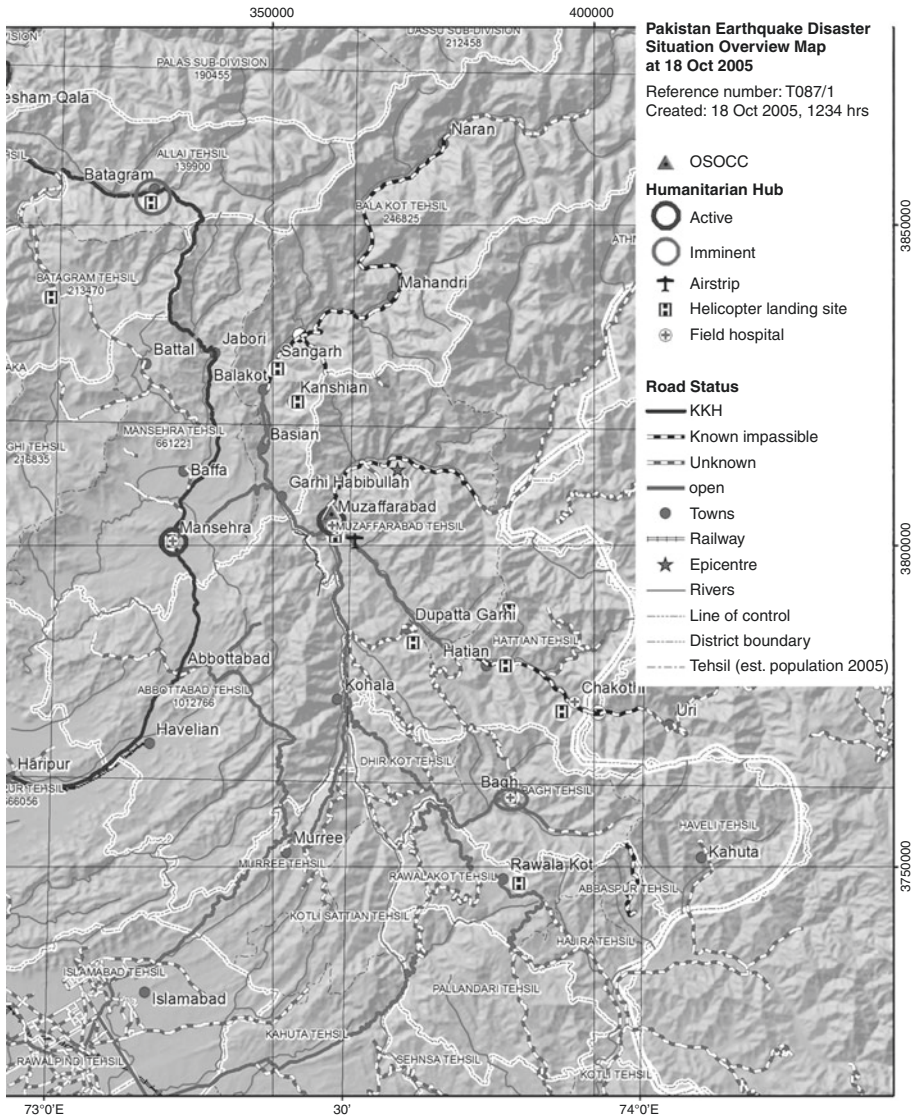 350000
400000
Pakistan Earthquake Disaster
Situation Overview Map
at 18 Oct 2005
Reference number: T087/1
Created: 18 Oct 2005, 1234 hrs
OSOCC
Humanitarian Hub
Active
Imminent
Airstrip
Helicopter landing site
Field hospital
Road Status
KKH
Known impassible
Unknown
open
Towns
Railway
Epicentre
Rivers
Line of control
District boundary
Tehsil (est. population 2005)
DASSU SUB-DIVISION
212458
VISION
PALAS SUB-DIVISION
190455
esham Qala
Naran
ALLAI TEHSIL
139900
Batagram
BALA KOT TEHSIL
246825
3850000
BATAGRAM TEHSIL
213470
Mahandri
Jabori
Battal
Sangarh
Balakot
Kanshian
MANSEHRA TEHSIL
661221
Basian
216835
Baffa
Garhi Habibullah
Muzaffarabad
MUZAFFARABAD TEHSIL
Mansehra
3800000
Dupatta Garhi
HATTIAN TEHSIL
Hatian
Abbottabad
ABBOTTABAD TEHSIL
1012766
Kohala
Chakothi
Uri
Havelian
Haripur
DHIR KOT TEHSIL
Bagh
BAGH TEHSIL
HAVELI TEHSIL
Murree
MURREE TEHSIL
Kahuta
Rawala Kot
RAWALAKOT TEHSIL
ABBASPUR TEHSIL
3750000
KOTLI SATTIAN TEHSIL
HAJIRA TEHSIL
ISLAMABAD TEHSIL
Islamabad
PALLANDARI TEHSIL
KAHUTA TEHSIL
RAWALPINDI TEHSIL
SEHNSA TEHSIL
KOTLI TEHSIL
73°0'E
30'
74°0'E